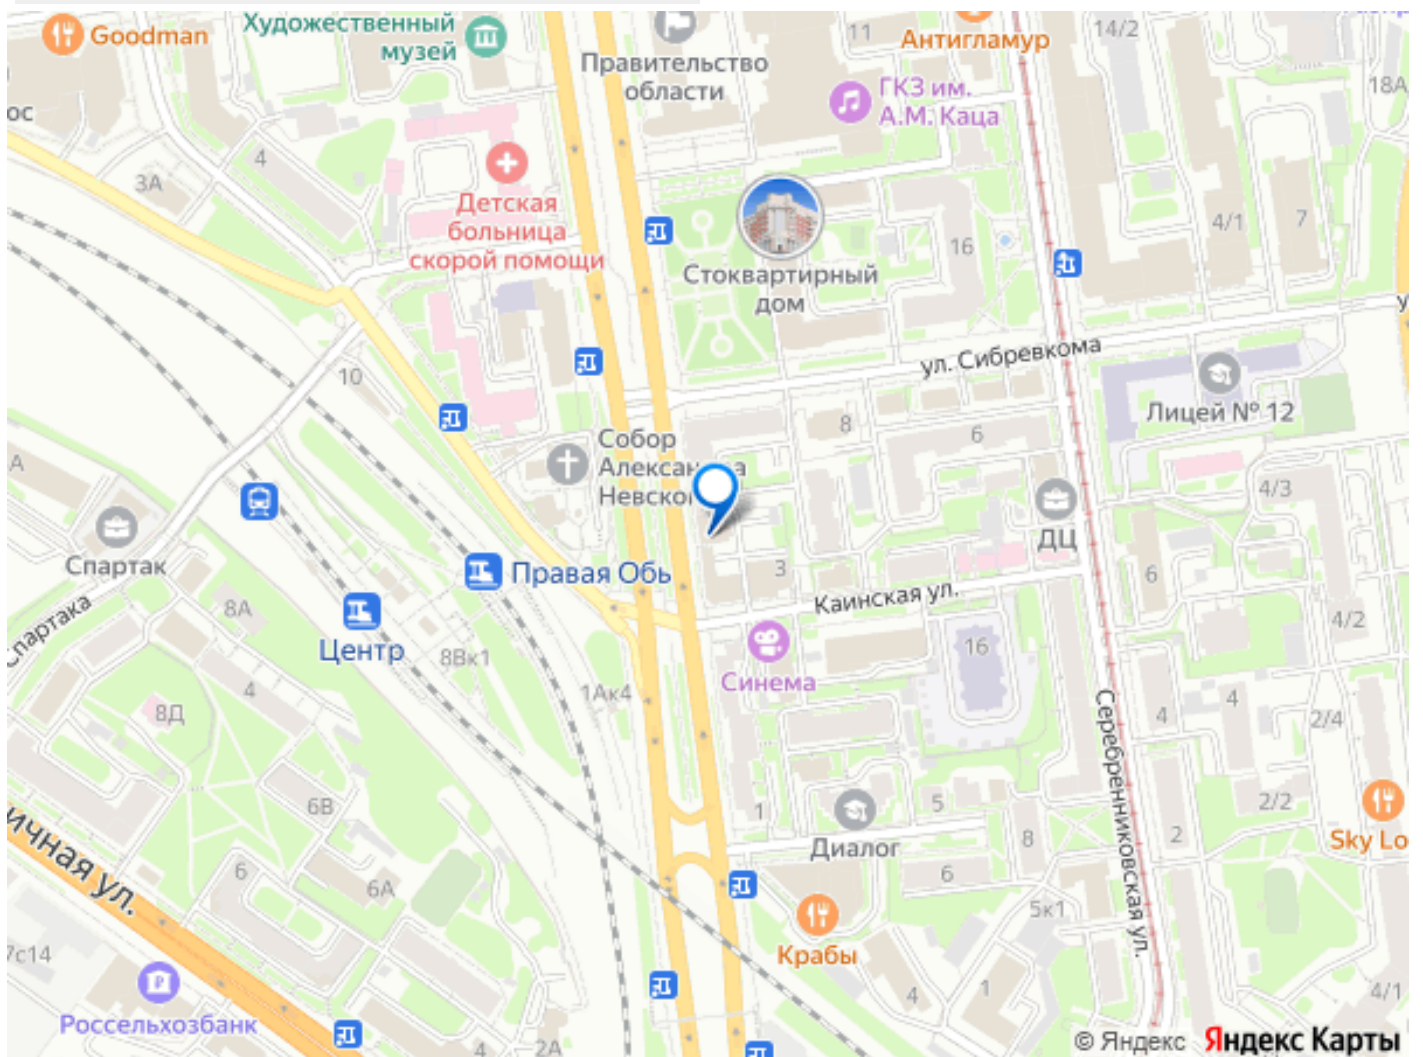 Goodman
Художественный
музей
Правительство
области
11
Антигламур
14/2
18А
ос
ГКЗ им.
А.М. Каца
4
3А
Детская
больница
скорой помощи
Стоквартирный
дом
16
4/1
7
ул. Сибревкома
10
Лицей № 12
8
6
Собор
Александра
Невского
4/3
А
ДЦ
Спартак
Правая Обь
3
Каинская ул.
6
8А
Спартака
Центр
8Вк1
16
4/2
Синема
1Ак4
4
8Д
4
4
2/4
Серебренниковская ул.
6В
1
5
2/2
Диалог
8
2
Sky Lo
ичная ул.
6
6А
6
5к1
Крабы
7с14
4
1
4/1
Россельхозбанк
4
2А
© Яндекс Яндекс Карты